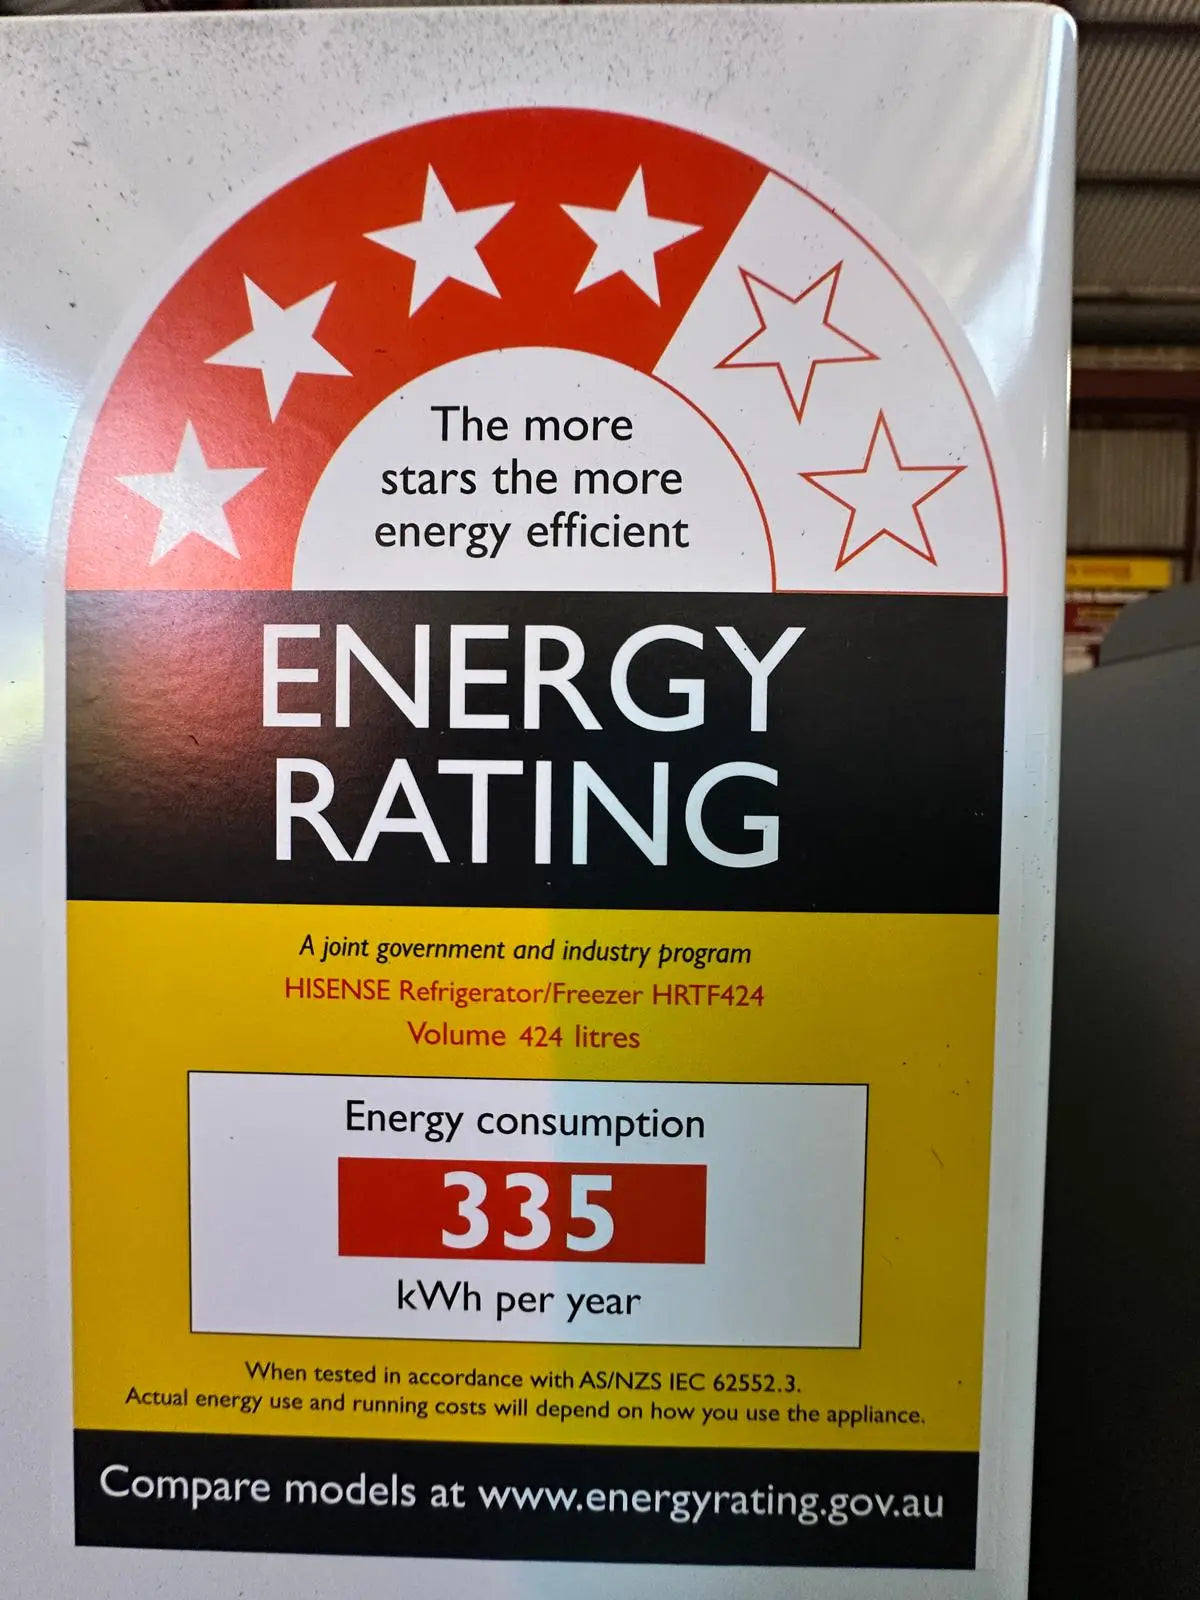 The more
stars the more
energy efficient
ENERGY
RATING
A joint government and industry program
HISENSE Refrigerator/Freezer HRTF424
Volume 424 litres
Energy consumption
335
kWh per year
When tested in accordance with AS/NZS IEC 62552.3.
Actual energy use and running costs will depend on how you use the appliance.
Compare models at www.energyrating.gov.au